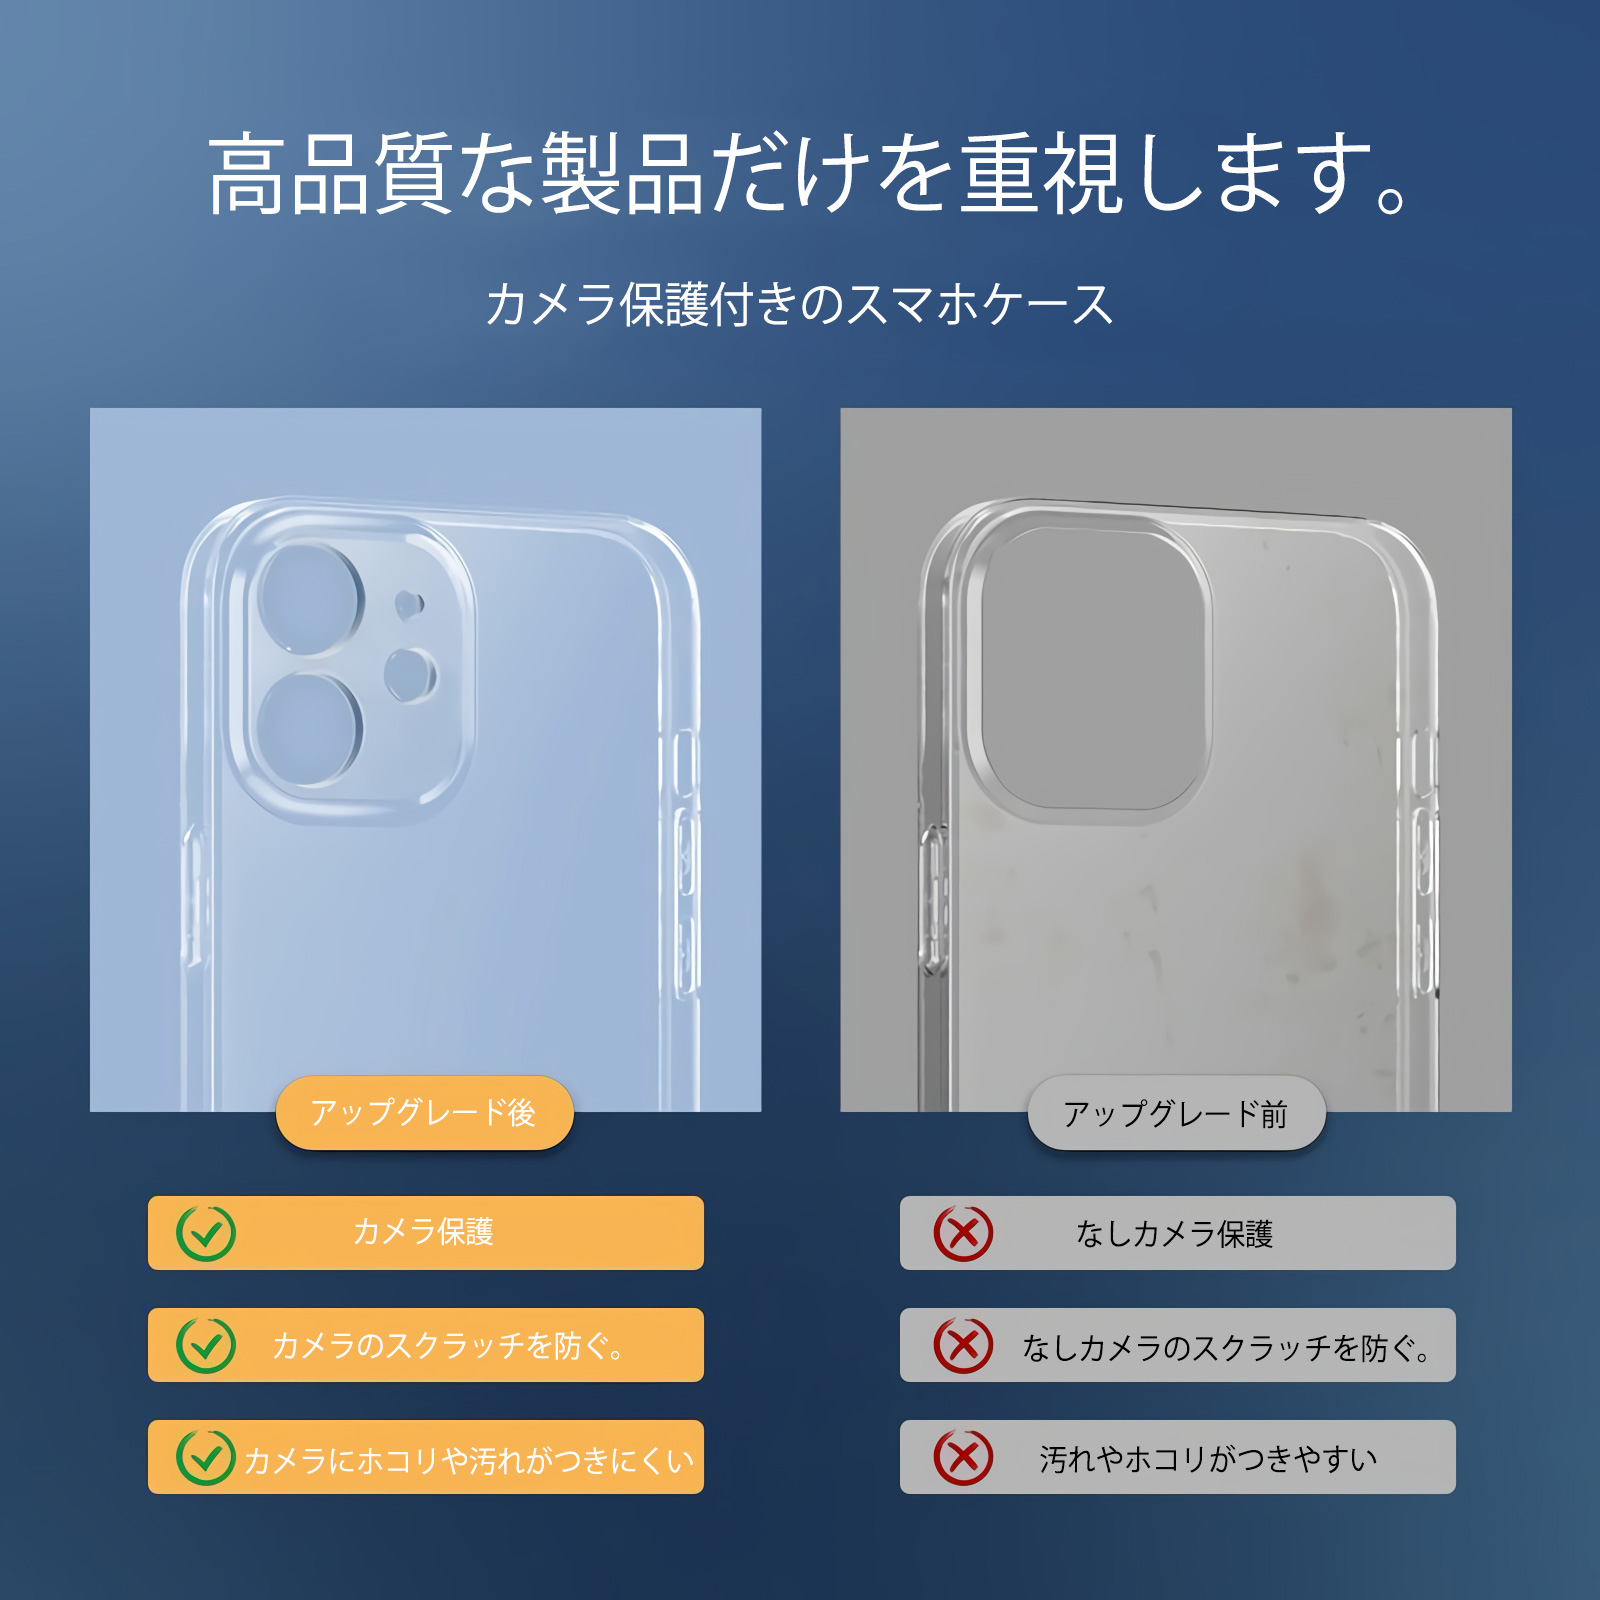 高品質な製品だけを重視します。
カメラ保護付きのスマホケース
アップグレード後
カメラ保護
カメラのスクラッチを防ぐ。
カメラにホコリや汚れがつきにくい
アップグレード前
なしカメラ保護
なしカメラのスクラッチを防ぐ。
汚れやホコリがつきやすい